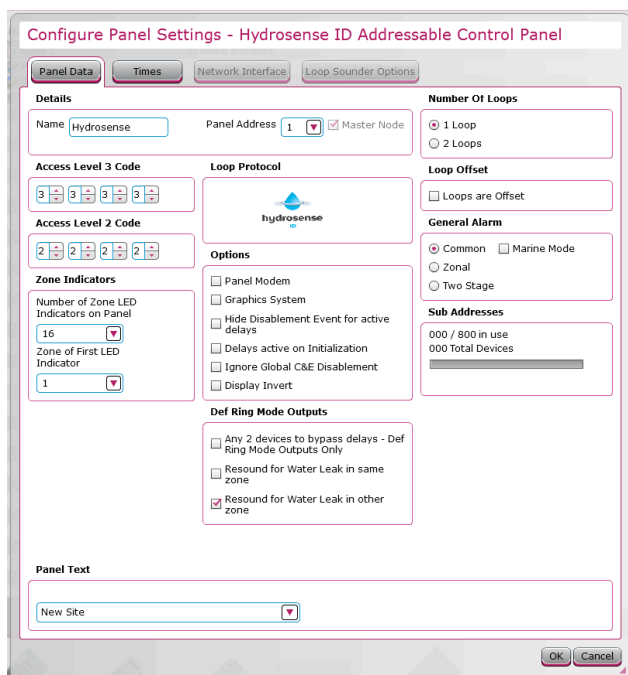 Configure Panel Settings - Hydrosense ID Addressable Control Panel
Panel Data
Times
Network Interface
Loop Sounder Options
Details
Name
Hydrosense
Panel Address
1
Master Node
Number Of Loops
1 Loop
2 Loops
Access Level 3 Code
3 3 3 3
Access Level 2 Code
2 2 2 2
Zone Indicators
Number of Zone LED
Indicators on Panel
16
Zone of First LED
Indicator
1
Loop Protocol
hydrosense
ID
Options
Panel Modem
Graphics System
Hide Disablement Event for active
delays
Delays active on Initialization
Ignore Global C&E Disablement
Display Invert
Def Ring Mode Outputs
Any 2 devices to bypass delays - Def
Ring Mode Outputs Only
Resound for Water Leak in same
zone
Resound for Water Leak in other
zone
Loop Offset
Loops are Offset
General Alarm
Common
Marine Mode
Zonal
Two Stage
Sub Addresses
000 / 800 in use
000 Total Devices
Panel Text
New Site
OK
Cancel